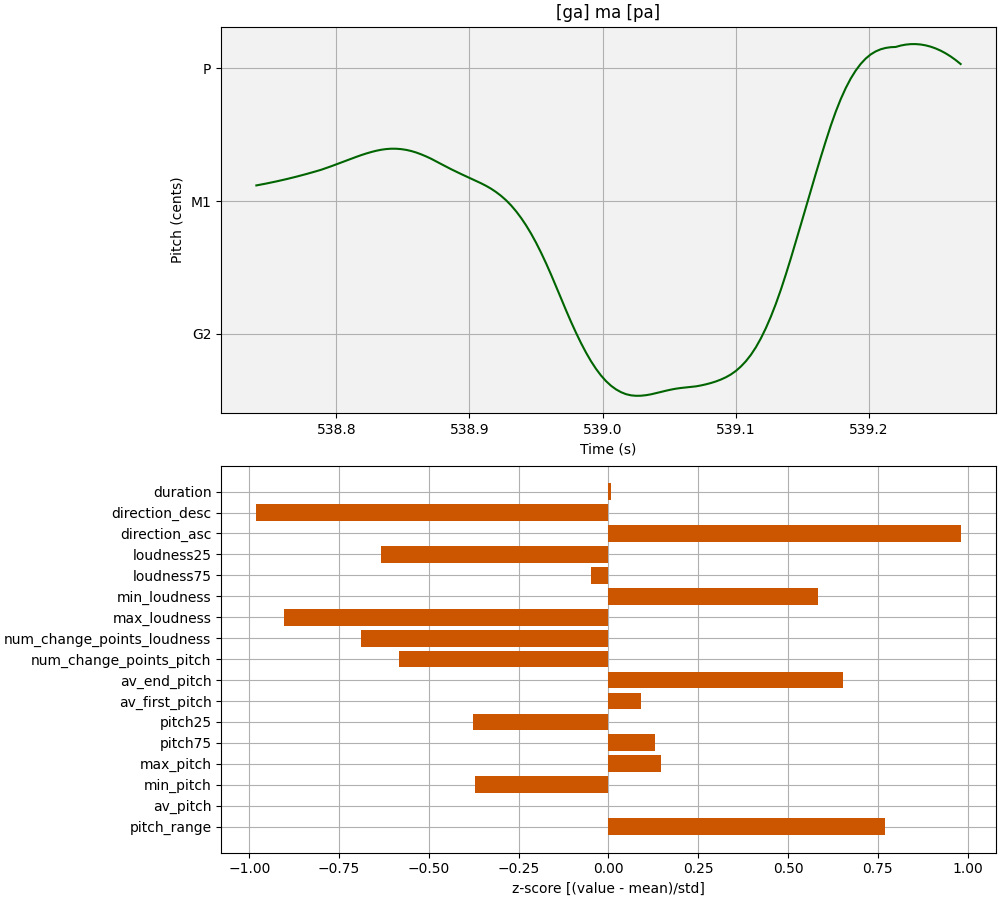 [ga] ma [pa]
P
M1
G2
Pitch (cents)
538.8 538.9 539.0 539.1 539.2
Time (s)
duration
direction_desc
direction_asc
loudness25
loudness75
min_loudness
max_loudness
num_change_points_loudness
num_change_points_pitch
av_end_pitch
av_first_pitch
pitch25
pitch75
max_pitch
min_pitch
av_pitch
pitch_range
−1.00 −0.75 −0.50 −0.25 0.00 0.25 0.50 0.75 1.00
z-score [(value - mean)/std]